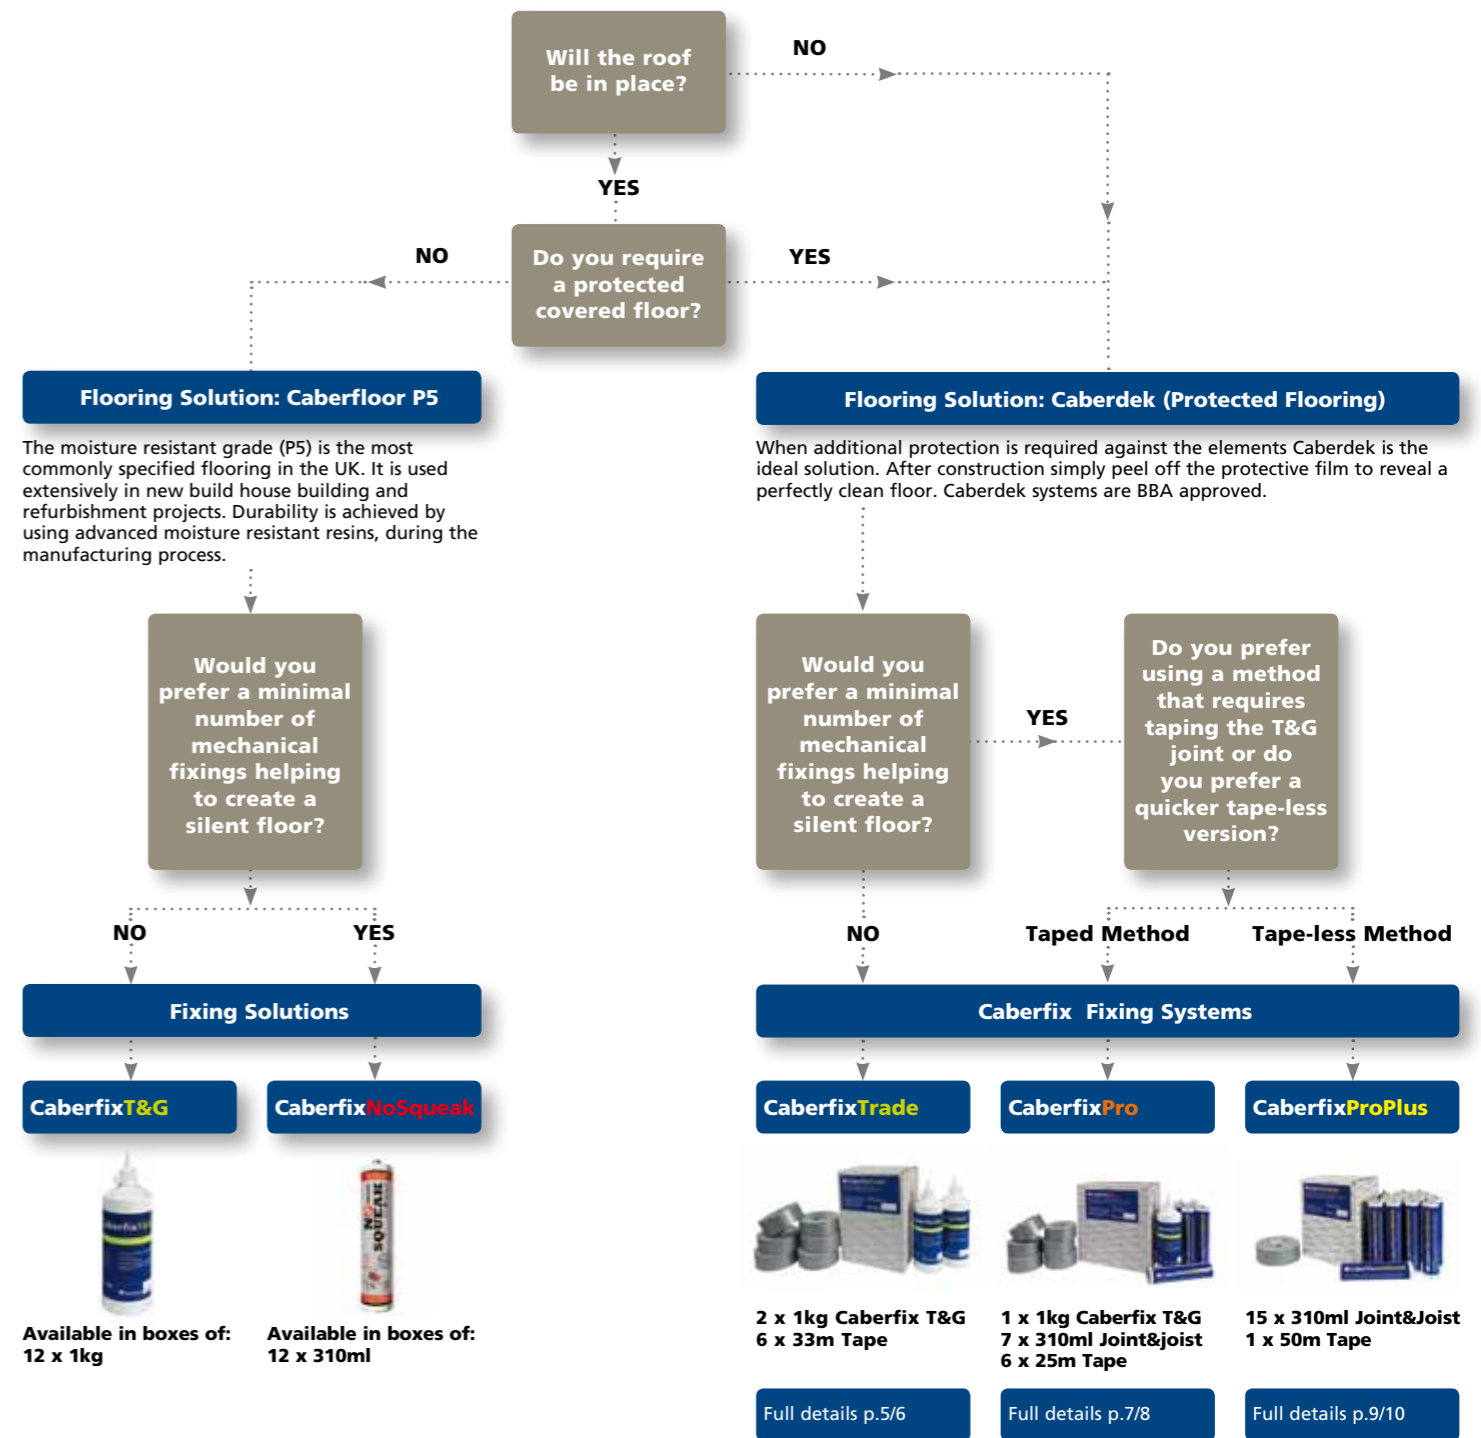 Will the roof
be in place?
NO
YES
Do you require
a protected
covered floor?
NO
YES
Flooring Solution: Caberfloor P5
The moisture resistant grade (P5) is the most
commonly specified flooring in the UK. It is used
extensively in new build house building and
refurbishment projects. Durability is achieved by
using advanced moisture resistant resins, during the
manufacturing process.
Flooring Solution: Caberdek (Protected Flooring)
When additional protection is required against the elements Caberdek is the
ideal solution. After construction simply peel off the protective film to reveal a
perfectly clean floor. Caberdek systems are BBA approved.
Would you
prefer a minimal
number of
mechanical
fixings helping
to create a
silent floor?
Would you
prefer a minimal
number of
mechanical
fixings helping
to create a
silent floor?
YES
Do you prefer
using a method
that requires
taping the T&G
joint or do
you prefer a
quicker tape-less
version?
NO
YES
NO
Taped Method
Tape-less Method
Fixing Solutions
Caberfix Fixing Systems
CaberfixT&G
CaberfixNoSqueak
CaberfixTrade
CaberfixPro
CaberfixProPlus
NO
SQUEAK
Available in boxes of:
12 x 1kg
Available in boxes of:
12 x 310ml
2 x 1kg Caberfix T&G
6 x 33m Tape
1 x 1kg Caberfix T&G
7 x 310ml Joint&joist
6 x 25m Tape
15 x 310ml Joint&Joist
1 x 50m Tape
Full details p.5/6
Full details p.7/8
Full details p.9/10